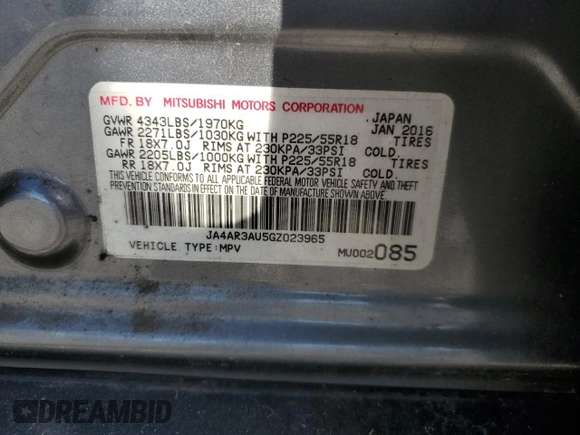 MFD. BY MITSUBISHI MOTORS CORPORATION
GVWR 4343LBS/1970KG . JAPAN
GAWR 2271LBS/1030KG WITH P225/55R18 JAN 2016
FR 18X7.0J RIMS AT 230KPA/33PSI COLD. TIRES
GAWR 2205LBS/1000KG WITH P225/55R18
RR 18X7.0J RIMS AT 230KPA/33PSI COLD. TIRES
THIS VEHICLE CONFORMS TO ALL APPLICABLE FEDERAL MOTOR VEHICLE SAFETY AND THEFT
PREVENTION STANDARDS IN EFFECT ON THE DATE OF MANUFACTURE SHOWN ABOVE.
JA4AR3AU5GZ023965
VEHICLE TYPE:MPV MU002085
DREAMBID